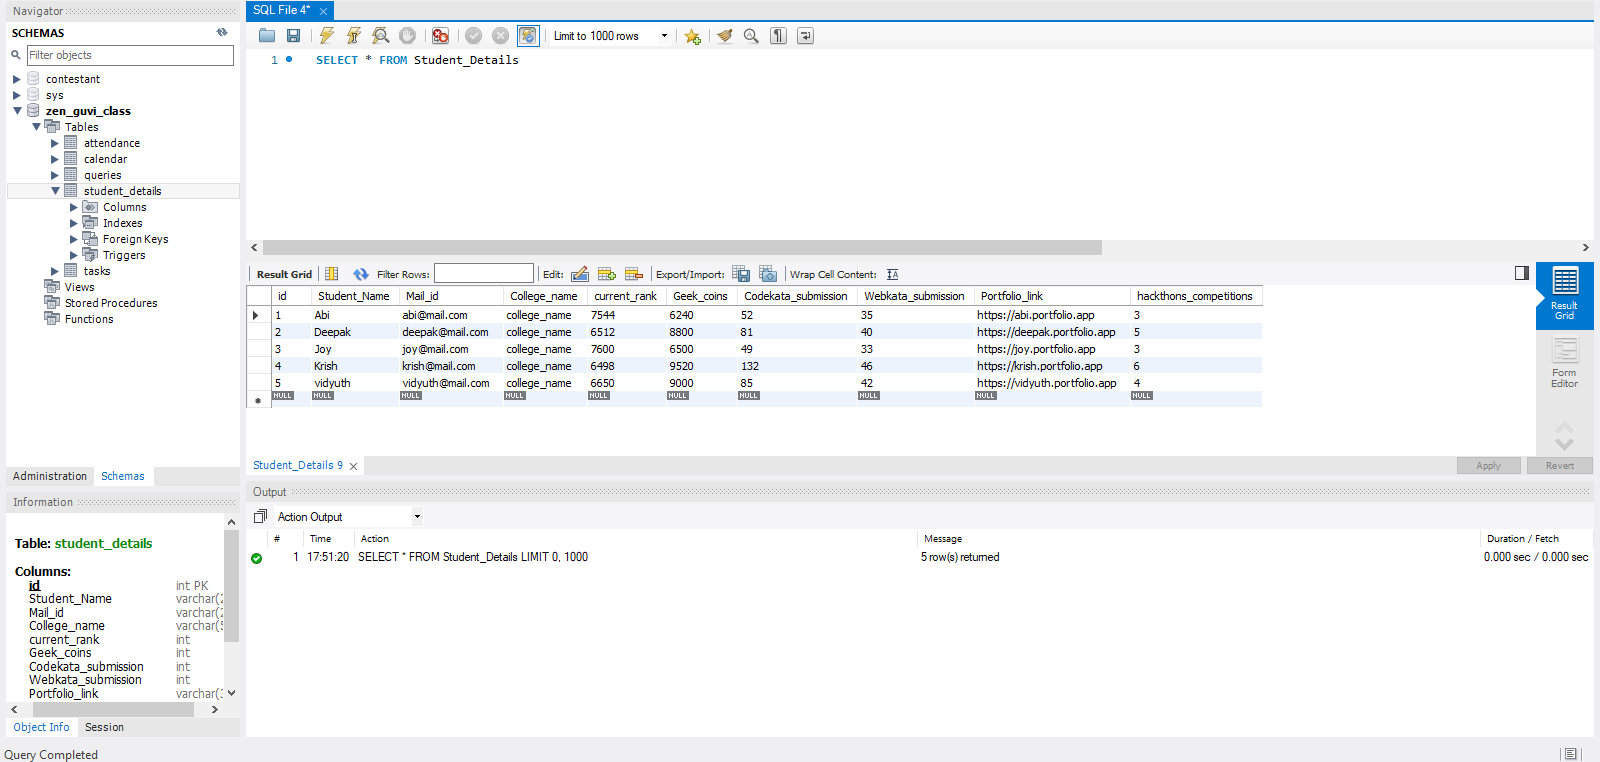 Navigator
SCHEMAS
Filter objects
contestant
sys
zen_guvi_class
Tables
attendance
calendar
queries
student_details
Columns
Indexes
Foreign Keys
Triggers
tasks
Views
Stored Procedures
Functions
Administration Schemas
Information
Table: student_details
Columns:
id int PK
Student_Name varchar(2
Mail_id varchar(2
College_name varchar(5
current_rank int
Geek_coins int
Codekata_submission int
Webkata_submission int
Portfolio_link varchar(3
Object Info Session
Query Completed
SQL File 4*
Limit to 1000 rows
1 SELECT * FROM Student_Details
Result Grid Filter Rows: Edit: Export/Import: Wrap Cell Content:
id Student_Name Mail_id College_name current_rank Geek_coins Codekata_submission Webkata_submission Portfolio_link hackthons_competitions
1 Abi abi@mail.com college_name 7544 6240 52 35 https://abi.portfolio.app 3
2 Deepak deepak@mail.com college_name 6512 8800 81 40 https://deepak.portfolio.app 5
3 Joy joy@mail.com college_name 7600 6500 49 33 https://joy.portfolio.app 3
4 Krish krish@mail.com college_name 6498 9520 132 46 https://krish.portfolio.app 6
5 vidyuth vidyuth@mail.com college_name 6650 9000 85 42 https://vidyuth.portfolio.app 4
NULL NULL NULL NULL NULL NULL NULL NULL NULL NULL
Result
Grid
Form
Editor
Student_Details 9
Apply Revert
Output
Action Output
# Time Action Message Duration / Fetch
1 17:51:20 SELECT * FROM Student_Details LIMIT 0, 1000 5 row(s) returned 0.000 sec / 0.000 sec